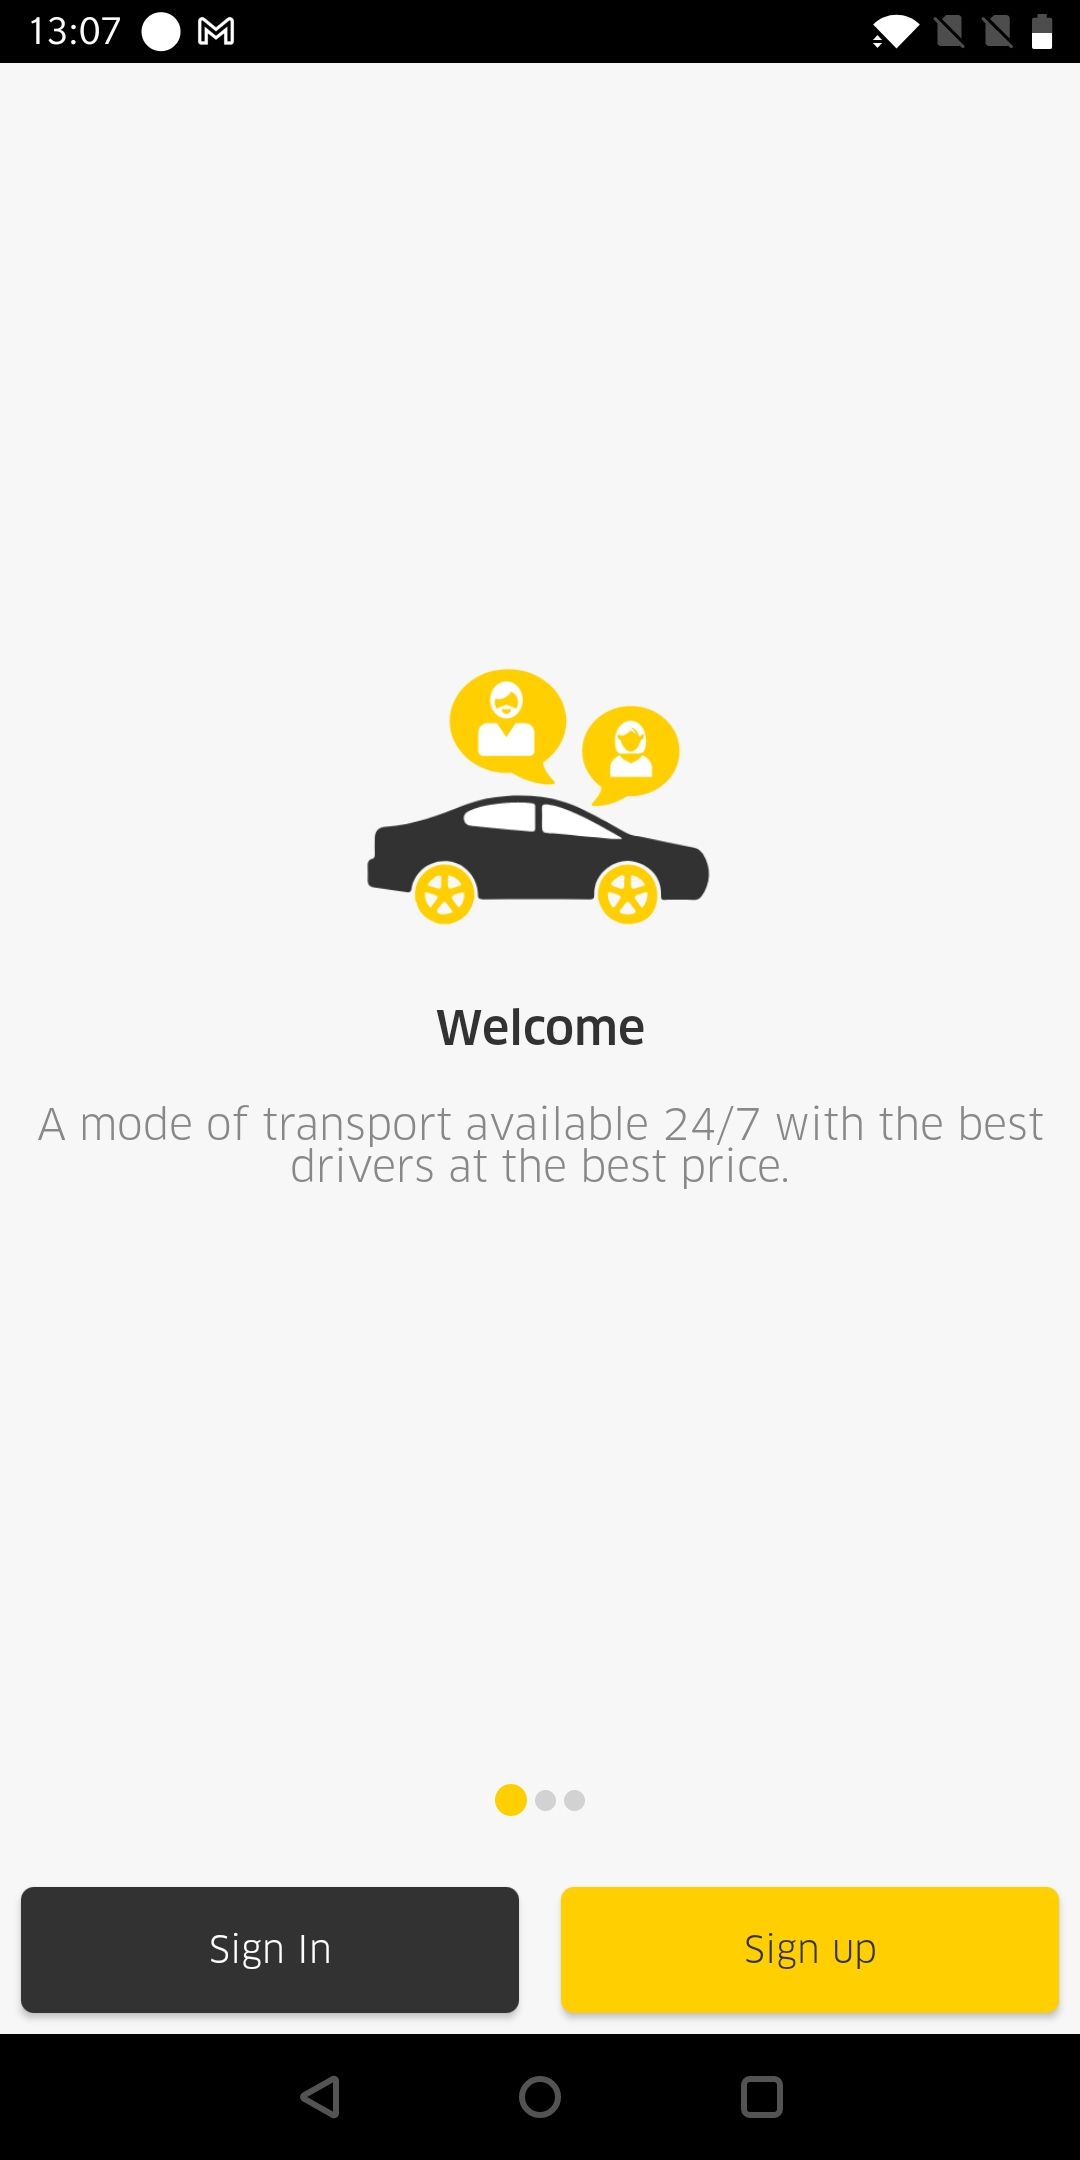 13:07
Welcome
A mode of transport available 24/7 with the best
drivers at the best price.
Sign In
Sign up